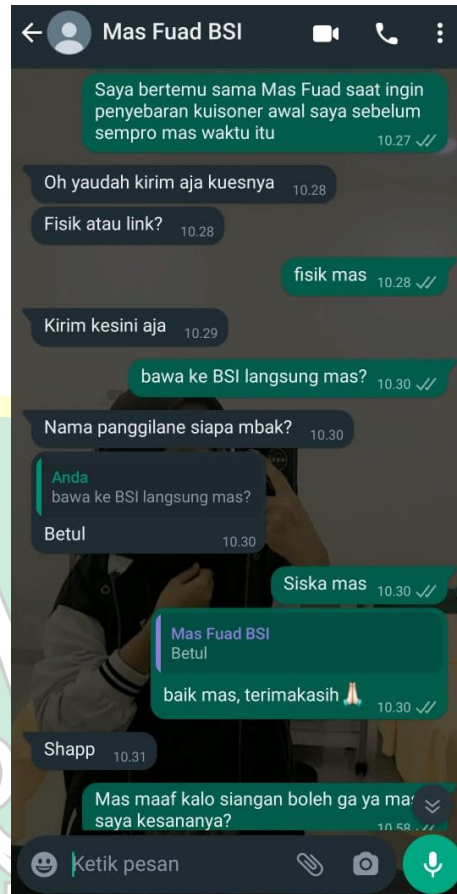 Mas Fuad BSI
Saya bertemu sama Mas Fuad saat ingin
penyebaran kuisoner awal saya sebelum
sempro mas waktu itu
10.27
Oh yaudah kirim aja kuesnya 10.28
Fisik atau link? 10.28
fisik mas 10.28
Kirim kesini aja 10.29
bawa ke BSI langsung mas? 10.30
Nama panggilane siapa mbak? 10.30
Anda
bawa ke BSI langsung mas?
Betul
10.30
Siska mas 10.30
Mas Fuad BSI
Betul
baik mas, terimakasih 🙏🏻 10.30
Shapp 10.31
Mas maaf kalo siangan boleh ga ya
saya kesananya?
10.58
Ketik pesan